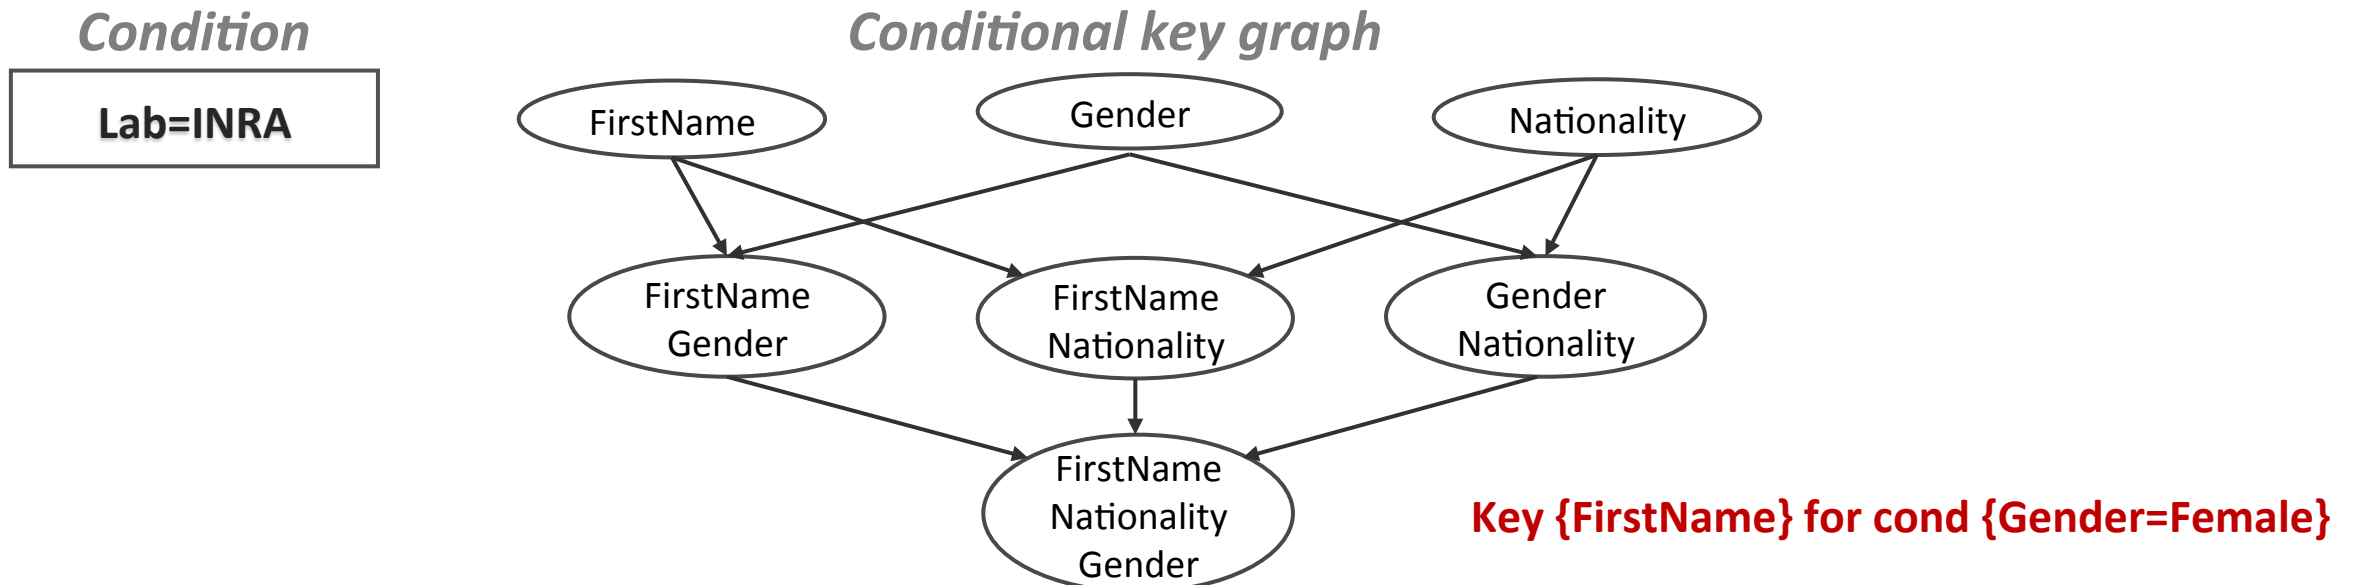 Condition
Conditional key graph
Lab=INRA
FirstName
Gender
Nationality
FirstName
Gender
FirstName
Nationality
Gender
Nationality
FirstName
Nationality
Gender
Key {FirstName} for cond {Gender=Female}